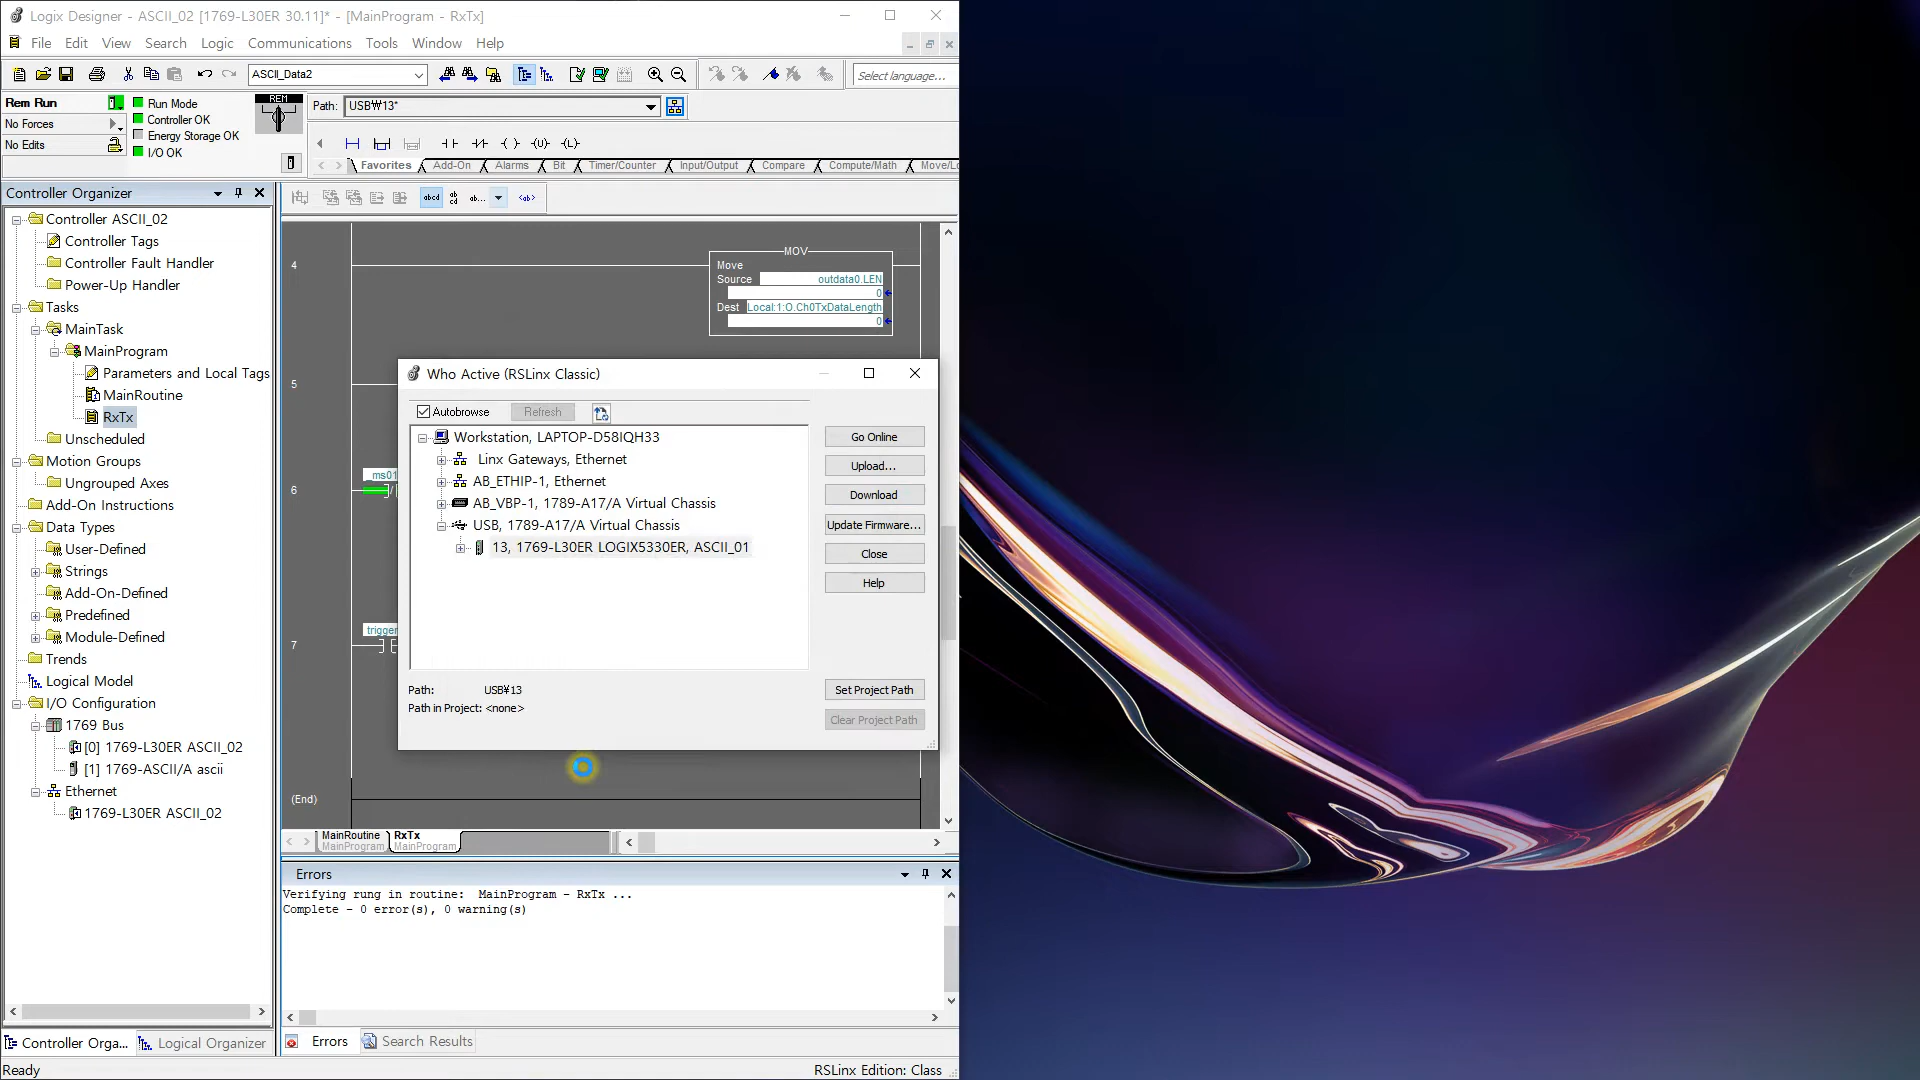 Logix Designer - ASCII_02 [1769-L30ER 30.11]* - [MainProgram - RxTx]
File Edit View Search Logic Communications Tools Window Help
ASCII_Data2
Select language...
Rem Run
No Forces
No Edits
Run Mode
Controller OK
Energy Storage OK
I/O OK
REM
Path: USB₩13*
Favorites Add-On Alarms Bit Timer/Counter Input/Output Compare Compute/Math Move/Lo
Controller Organizer
Controller ASCII_02
Controller Tags
Controller Fault Handler
Power-Up Handler
Tasks
MainTask
MainProgram
Parameters and Local Tags
MainRoutine
RxTx
Unscheduled
Motion Groups
Ungrouped Axes
Add-On Instructions
Data Types
User-Defined
Strings
Add-On-Defined
Predefined
Module-Defined
Trends
Logical Model
I/O Configuration
1769 Bus
[0] 1769-L30ER ASCII_02
[1] 1769-ASCII/A ascii
Ethernet
1769-L30ER ASCII_02
Controller Orga...
Logical Organizer
abcd
ab
cd
ab...
<ab>
4
MOV
Move
Source outdata0.LEN
0
Dest Local:1:O.Ch0TxDataLength
0
5
ms01
6
trigger
7
(End)
Who Active (RSLinx Classic)
Autobrowse
Refresh
Workstation, LAPTOP-D58IQH33
Linx Gateways, Ethernet
AB_ETHIP-1, Ethernet
AB_VBP-1, 1789-A17/A Virtual Chassis
USB, 1789-A17/A Virtual Chassis
13, 1769-L30ER LOGIX5330ER, ASCII_01
Go Online
Upload...
Download
Update Firmware...
Close
Help
Path: USB₩13
Path in Project: <none>
Set Project Path
Clear Project Path
MainRoutine
MainProgram
RxTx
MainProgram
Errors
Verifying rung in routine: MainProgram - RxTx ...
Complete - 0 error(s), 0 warning(s)
Errors
Search Results
Ready
RSLinx Edition: Class